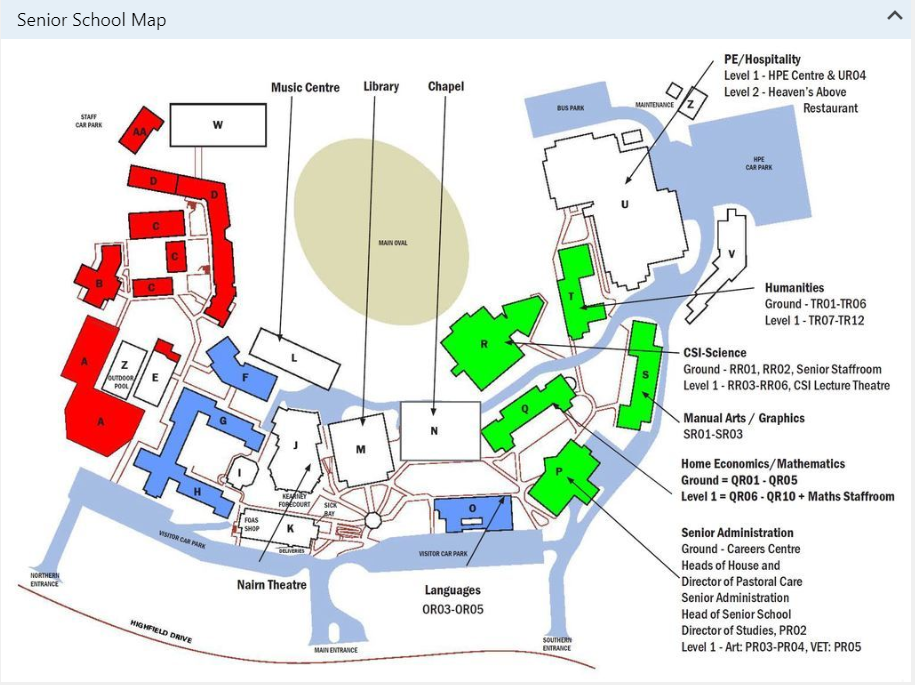 Senior School Map
PE/Hospitality
Level 1 - HPE Centre & UR04
Level 2 - Heaven's Above
Restaurant
Music Centre
Library
Chapel
STAFF
CAR PARK
AA
W
BUS PARK
MAINTENANCE
Z
HPE
CAR PARK
D
D
C
C
C
B
MAIN OVAL
U
V
T
Humanities
Ground - TR01-TR06
Level 1 - TR07-TR12
R
CSI-Science
Ground - RR01, RR02, Senior Staffroom
Level 1 - RR03-RR06, CSI Lecture Theatre
A
A
Z
OUTDOOR
POOL
E
F
L
S
Manual Arts / Graphics
SR01-SR03
G
H
I
J
M
N
Q
Home Economics/Mathematics
Ground = QR01 - QR05
Level 1 = QR06 - QR10 + Maths Staffroom
P
KEARNEY
FORECOURT
SICK
BAY
FOAS
SHOP
K
DELIVERIES
O
VISITOR CAR PARK
VISITOR CAR PARK
Senior Administration
Ground - Careers Centre
Heads of House and
Director of Pastoral Care
Senior Administration
Head of Senior School
Director of Studies, PR02
Level 1 - Art: PR03-PR04, VET: PR05
Nairn Theatre
Languages
OR03-OR05
NORTHERN
ENTRANCE
HIGHFIELD DRIVE
MAIN ENTRANCE
SOUTHERN
ENTRANCE